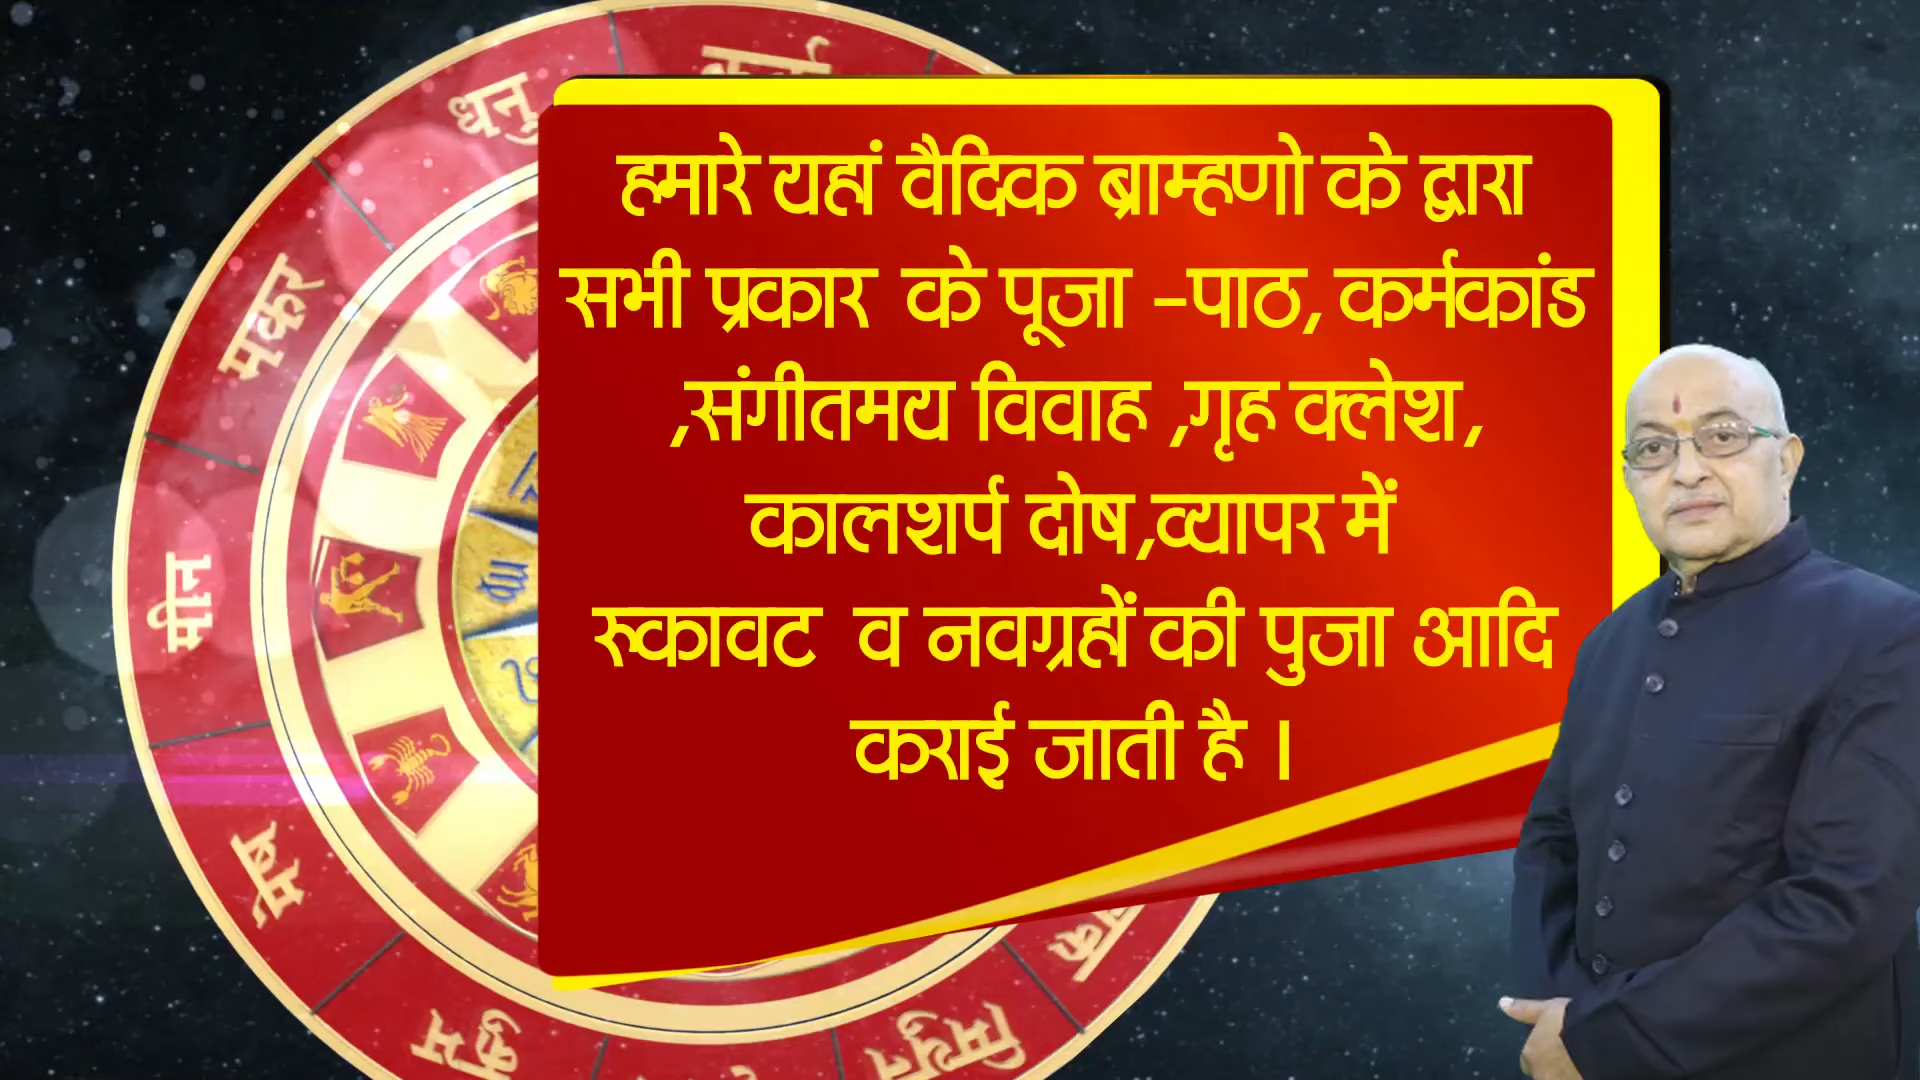 हमारे यहां वैदिक ब्राम्हणो के द्वारा
सभी प्रकार के पूजा -पाठ, कर्मकांड
,संगीतमय विवाह ,गृह क्लेश,
कालशर्प दोष,व्यापर में
रुकावट व नवग्रहों की पुजा आदि
कराई जाती है ।
धनु
मकर
मीन
मेष
कुम्भ
मिथुन